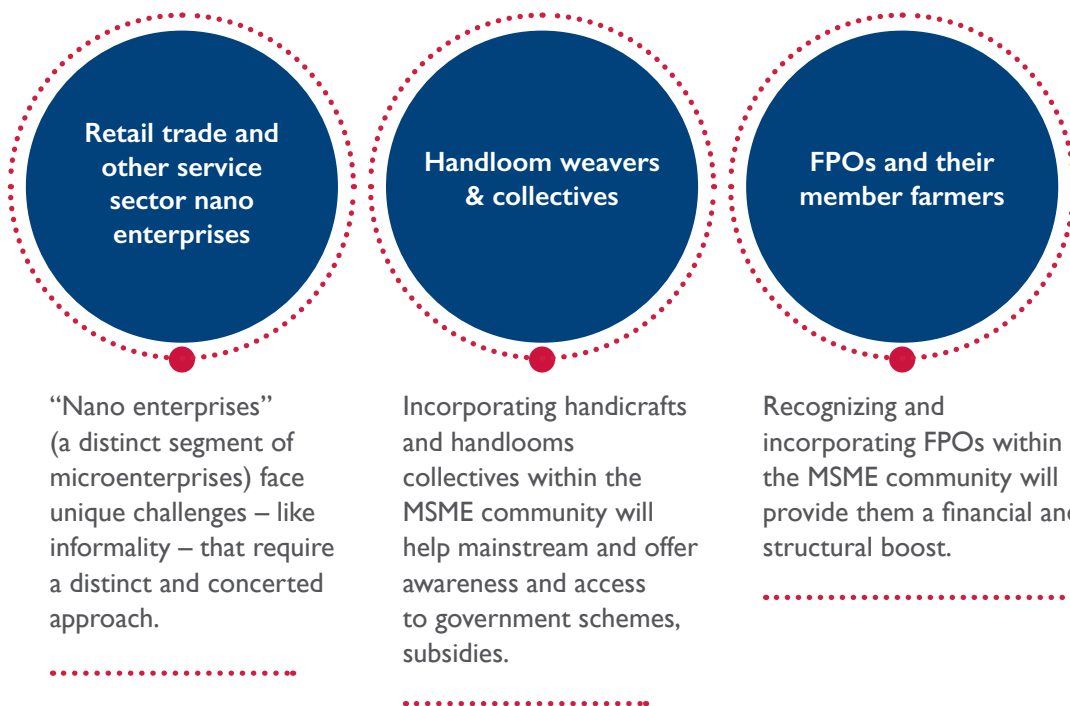 Retail trade and
other service
sector nano
enterprises
“Nano enterprises”
(a distinct segment of
microenterprises) face
unique challenges – like
informality – that require
a distinct and concerted
approach.
Handloom weavers
& collectives
Incorporating handicrafts
and handlooms
collectives within the
MSME community will
help mainstream and offer
awareness and access
to government schemes,
subsidies.
FPOs and their
member farmers
Recognizing and
incorporating FPOs within
the MSME community will
provide them a financial and
structural boost.